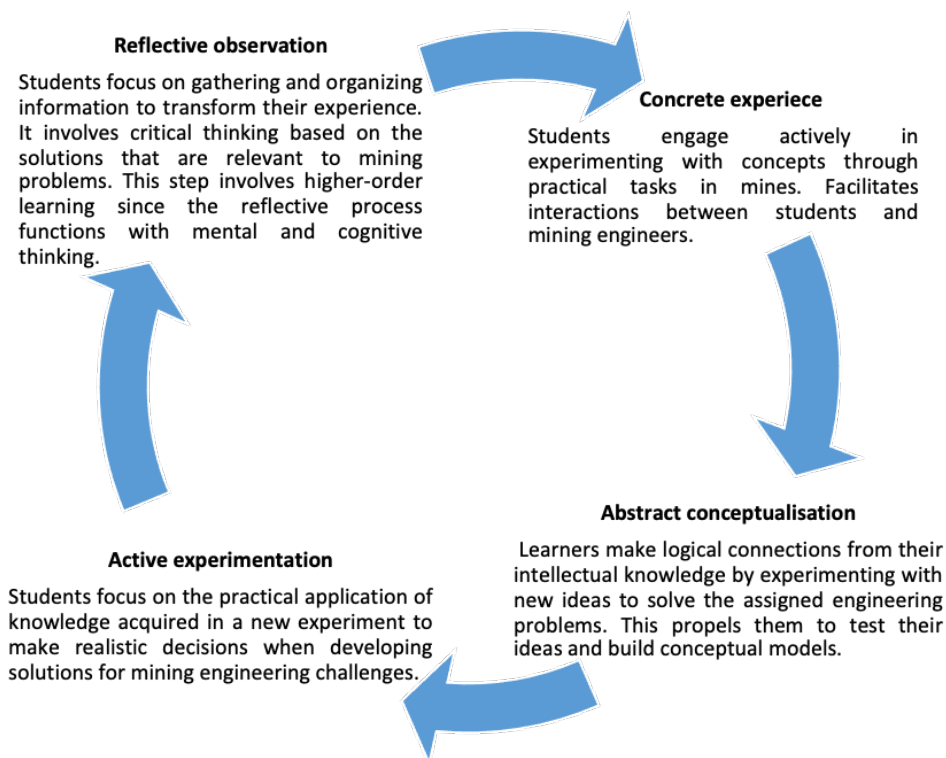 Reflective observation
Students focus on gathering and organizing
information to transform their experience.
It involves critical thinking based on the
solutions that are relevant to mining
problems. This step involves higher-order
learning since the reflective process
functions with mental and cognitive
thinking.
Concrete experiece
Students engage actively in
experimenting with concepts through
practical tasks in mines. Facilitates
interactions between students and
mining engineers.
Abstract conceptualisation
Learners make logical connections from their
intellectual knowledge by experimenting with
new ideas to solve the assigned engineering
problems. This propels them to test their
ideas and build conceptual models.
Active experimentation
Students focus on the practical application of
knowledge acquired in a new experiment to
make realistic decisions when developing
solutions for mining engineering challenges.